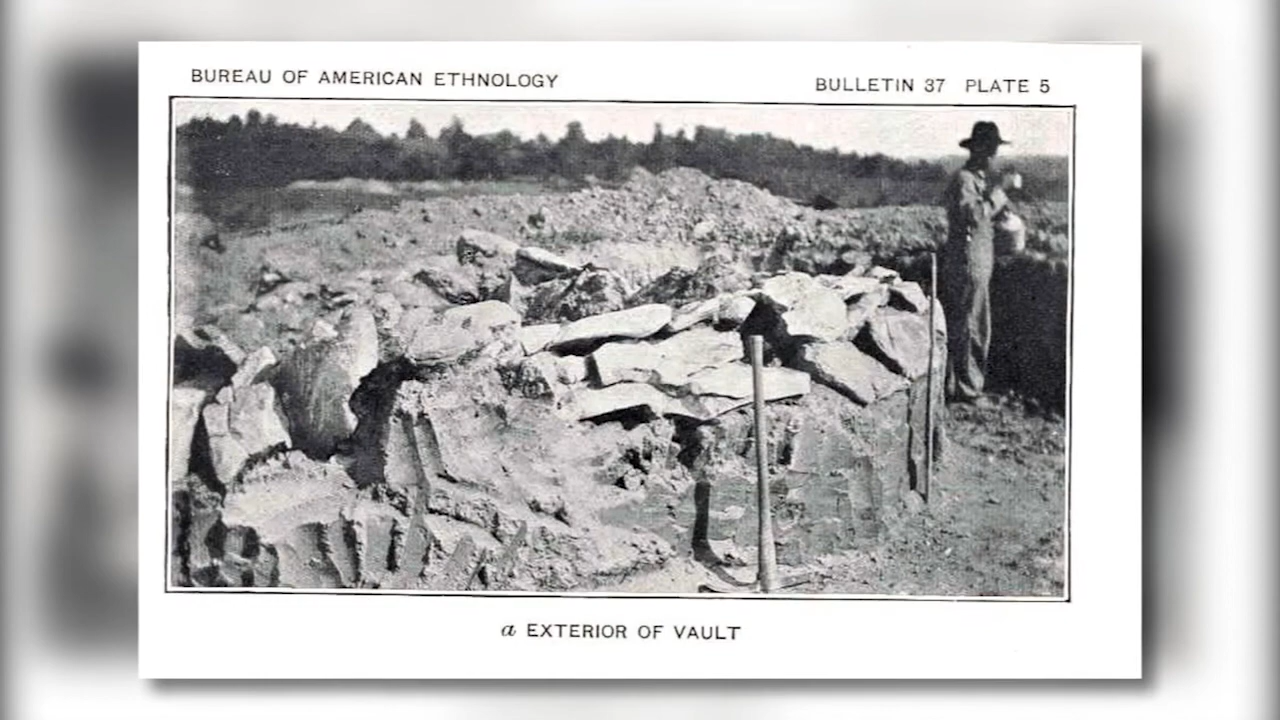 BUREAU OF AMERICAN ETHNOLOGY
BULLETIN 37 PLATE 5
a EXTERIOR OF VAULT